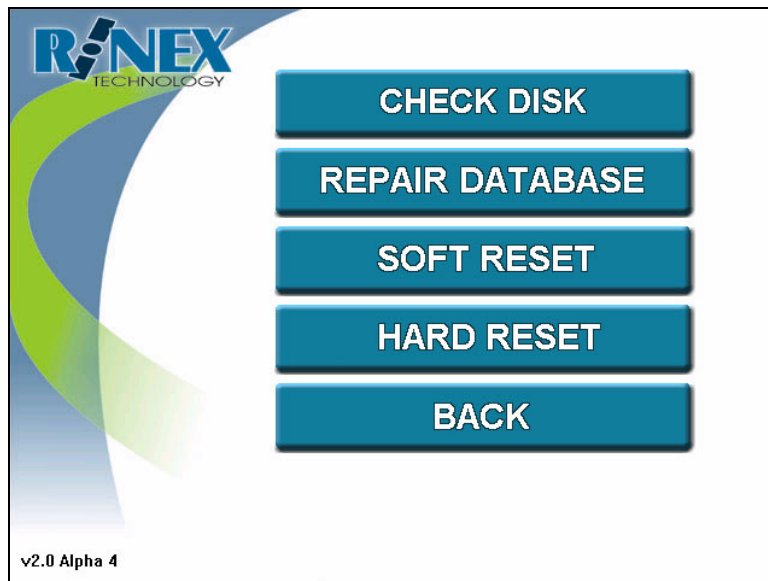 RINEX
TECHNOLOGY
CHECK DISK
REPAIR DATABASE
SOFT RESET
HARD RESET
BACK
v2.0 Alpha 4